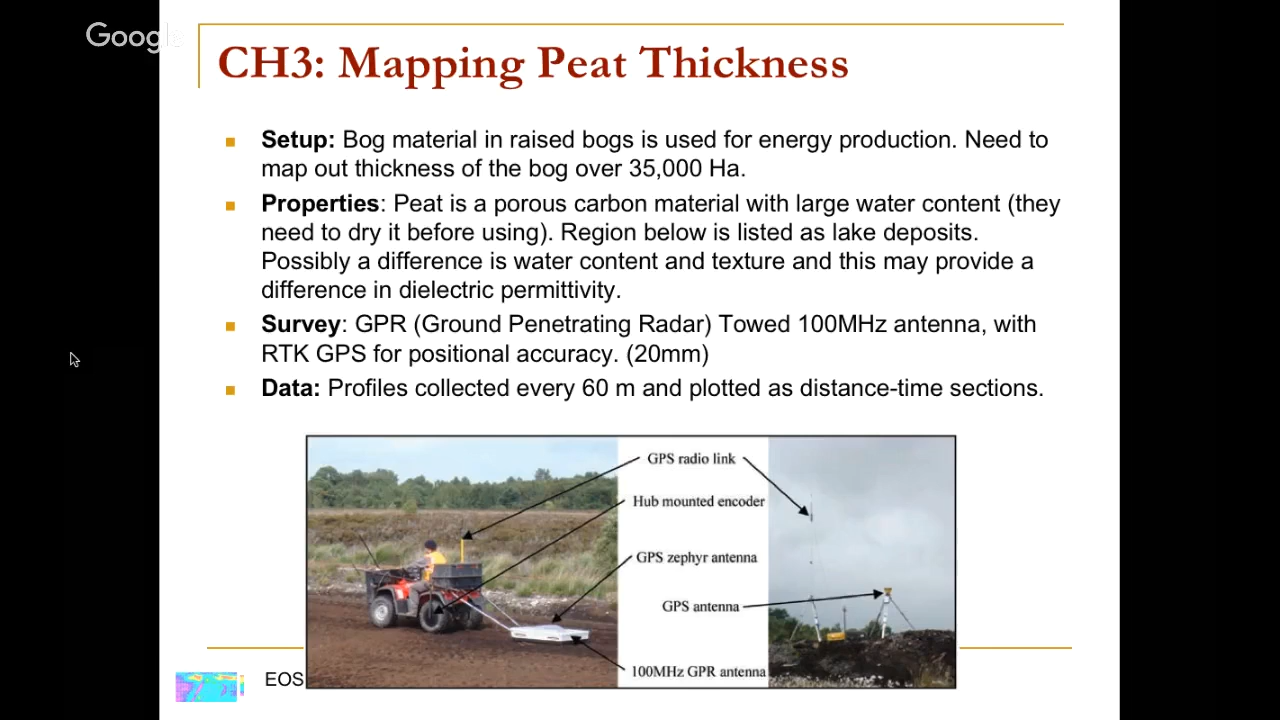 Google
CH3: Mapping Peat Thickness
Setup: Bog material in raised bogs is used for energy production. Need to
map out thickness of the bog over 35,000 Ha.
Properties: Peat is a porous carbon material with large water content (they
need to dry it before using). Region below is listed as lake deposits.
Possibly a difference is water content and texture and this may provide a
difference in dielectric permittivity.
Survey: GPR (Ground Penetrating Radar) Towed 100MHz antenna, with
RTK GPS for positional accuracy. (20mm)
Data: Profiles collected every 60 m and plotted as distance-time sections.
GPS radio link
Hub mounted encoder
GPS zephyr antenna
GPS antenna
100MHz GPR antenna
EOS